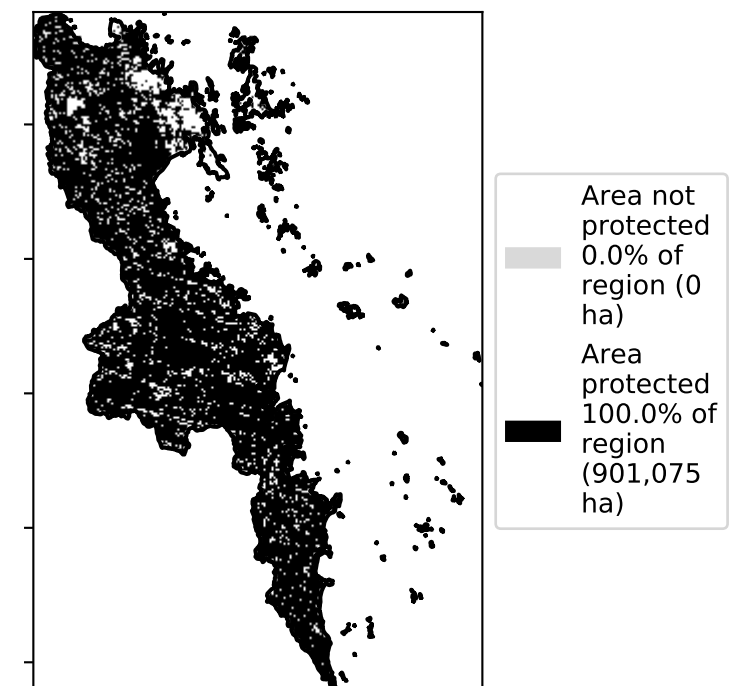 Area not
protected
0.0% of
region (0
ha)
Area
protected
100.0% of
region
(901,075
ha)